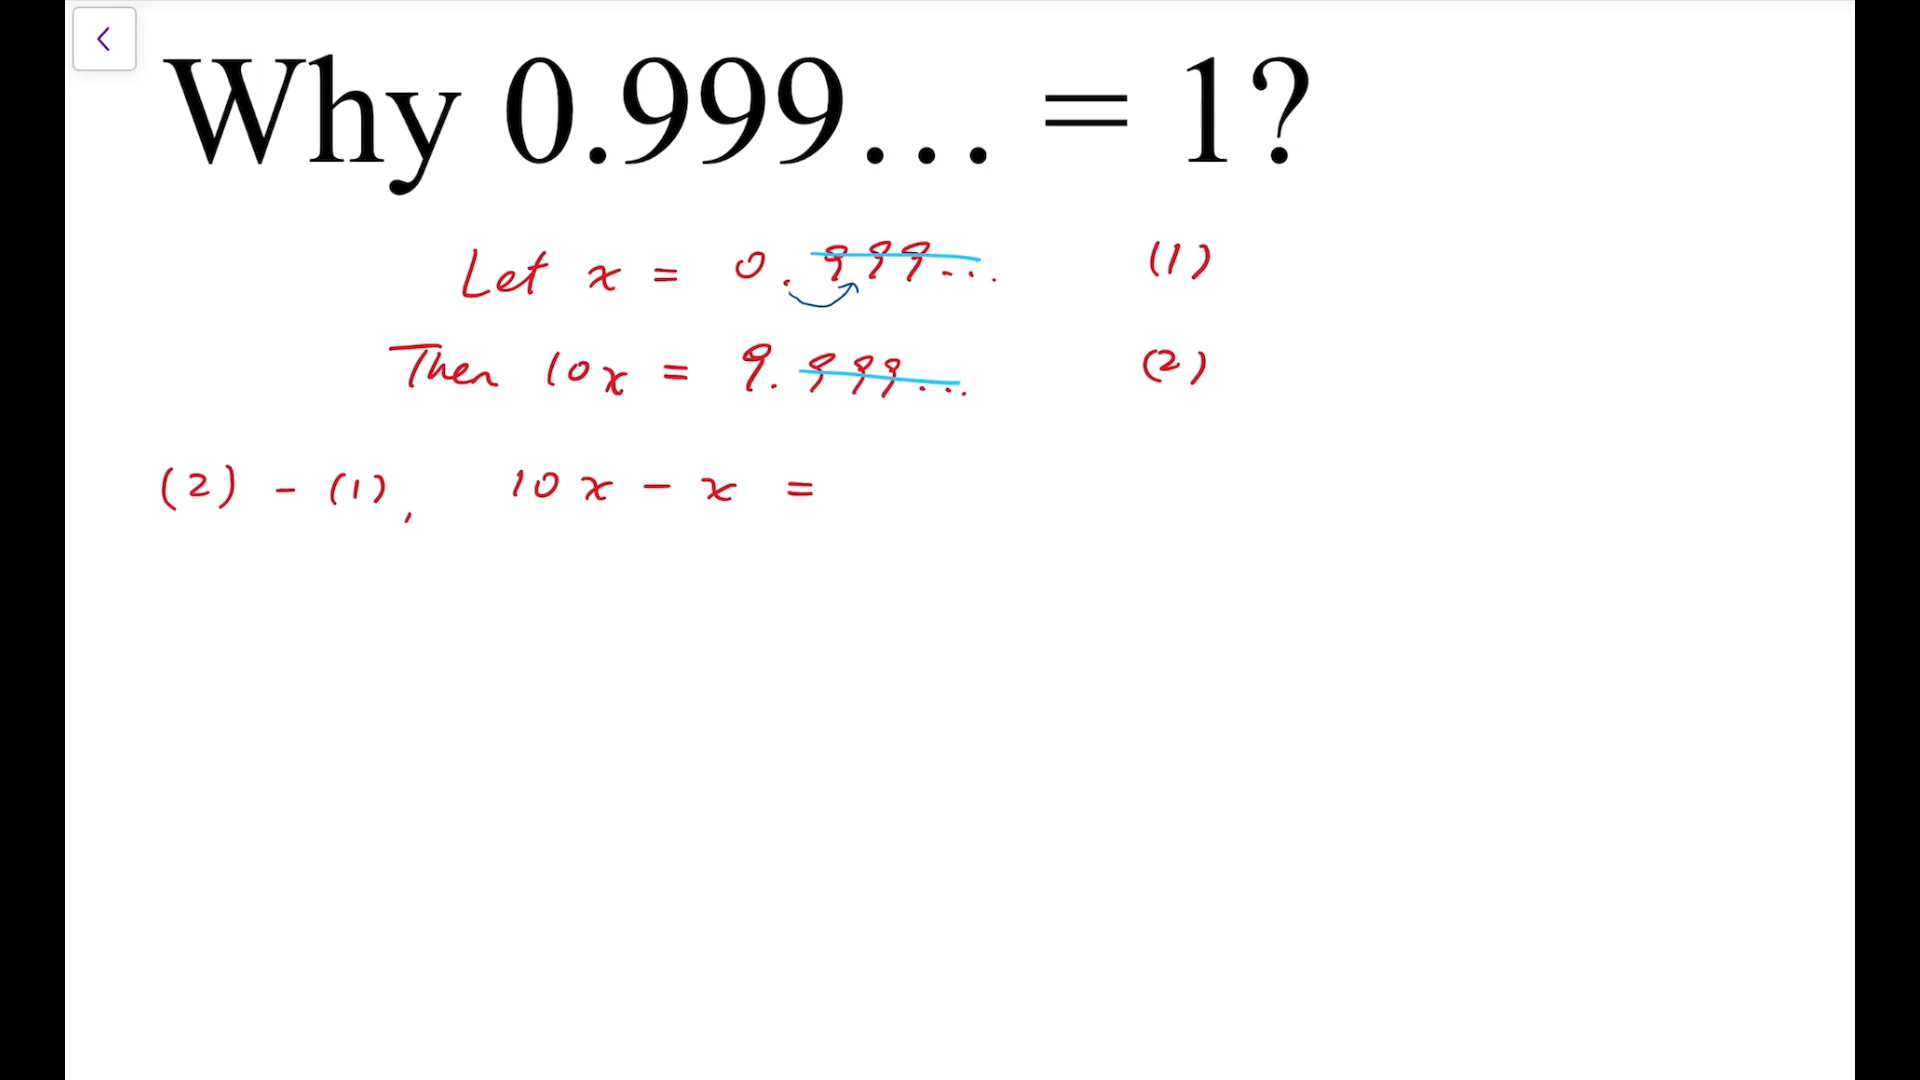 Why 0.999... = 1?
Let x = 0.999... (1)
Then 10x = 9.999... (2)
(2) - (1), 10x - x =